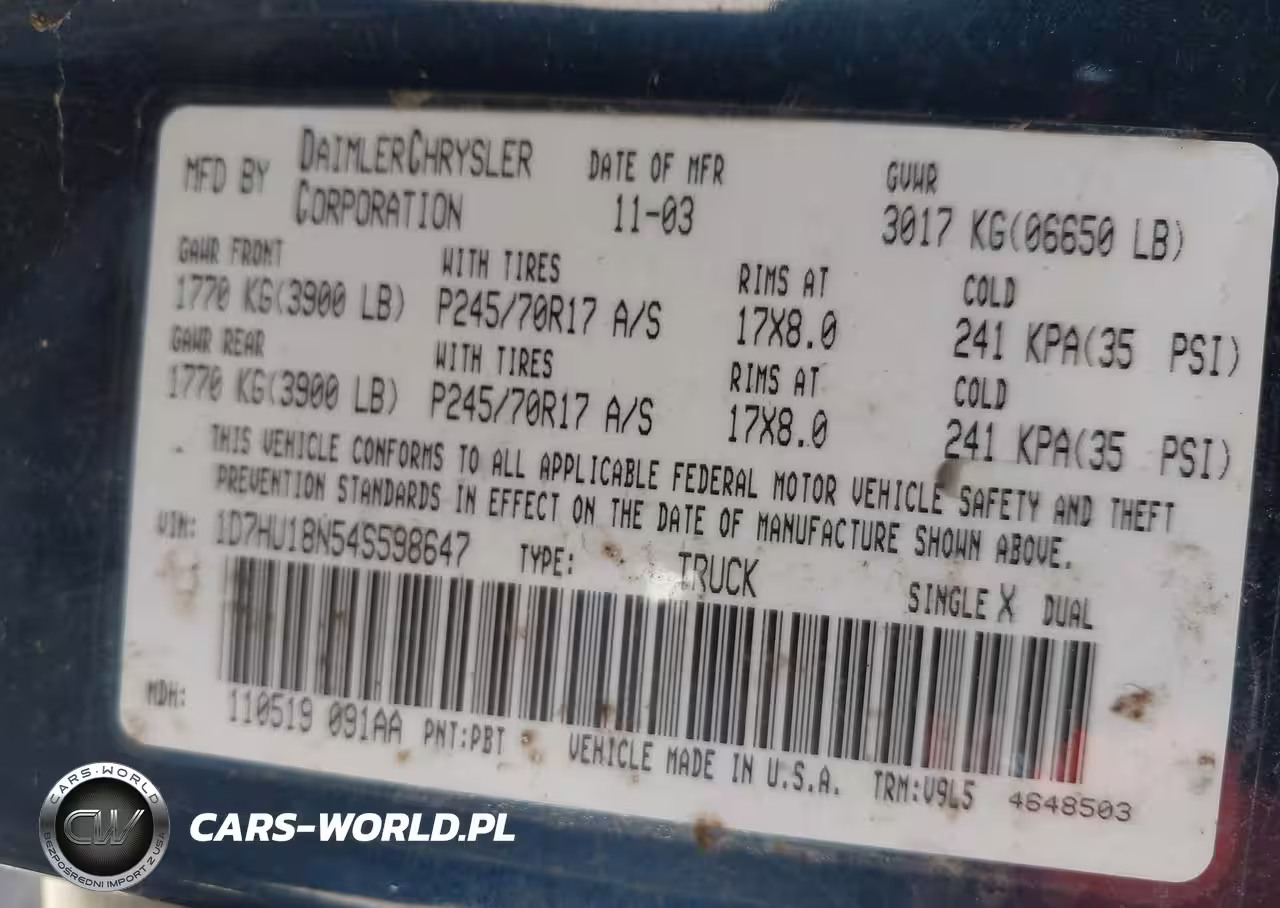 MFD BY DAIMLERCHRYSLER CORPORATION DATE OF MFR 11-03 GVWR 3017 KG(06650 LB)
GAWR FRONT WITH TIRES RIMS AT COLD
1770 KG(3900 LB) P245/70R17 A/S 17X8.0 241 KPA(35 PSI)
GAWR REAR WITH TIRES RIMS AT COLD
1770 KG(3900 LB) P245/70R17 A/S 17X8.0 241 KPA(35 PSI)
THIS VEHICLE CONFORMS TO ALL APPLICABLE FEDERAL MOTOR VEHICLE SAFETY AND THEFT
PREVENTION STANDARDS IN EFFECT ON THE DATE OF MANUFACTURE SHOWN ABOVE.
VIN: 1D7HU18N54S598647 TYPE: TRUCK SINGLE X DUAL
MDH: 110519 091AA PNT:PBT VEHICLE MADE IN U.S.A. TRM:V9L5 4648503
CARS-WORLD
CW
BEZPOŚREDNI IMPORT Z USA
CARS-WORLD.PL